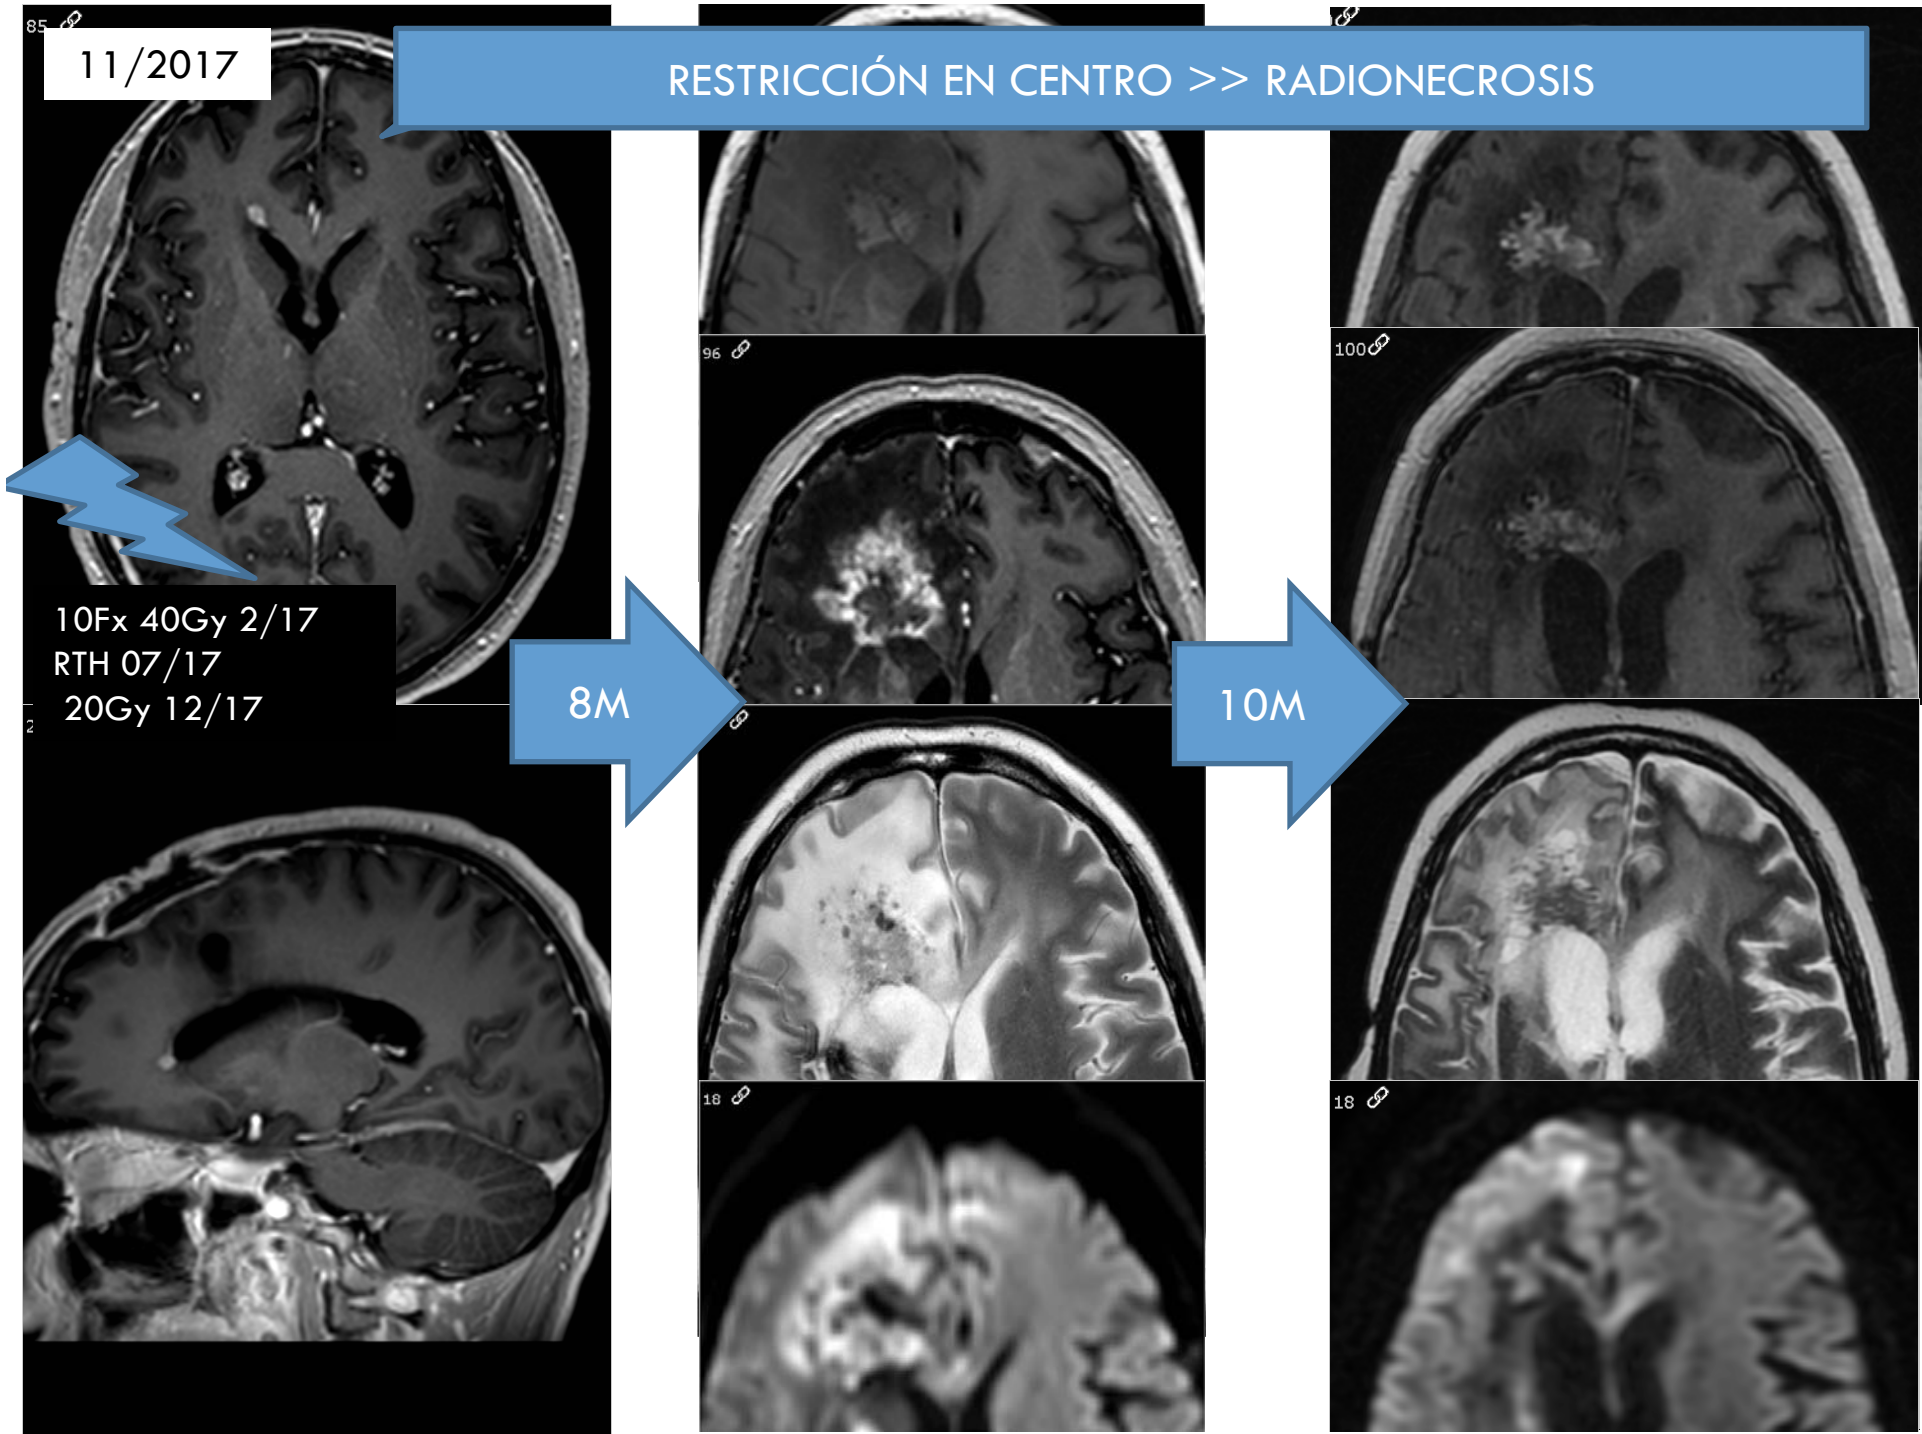 85
11/2017
RESTRICCIÓN EN CENTRO >> RADIONECROSIS
96
100
10Fx 40Gy 2/17
RTH 07/17
20Gy 12/17
8M
10M
18
18